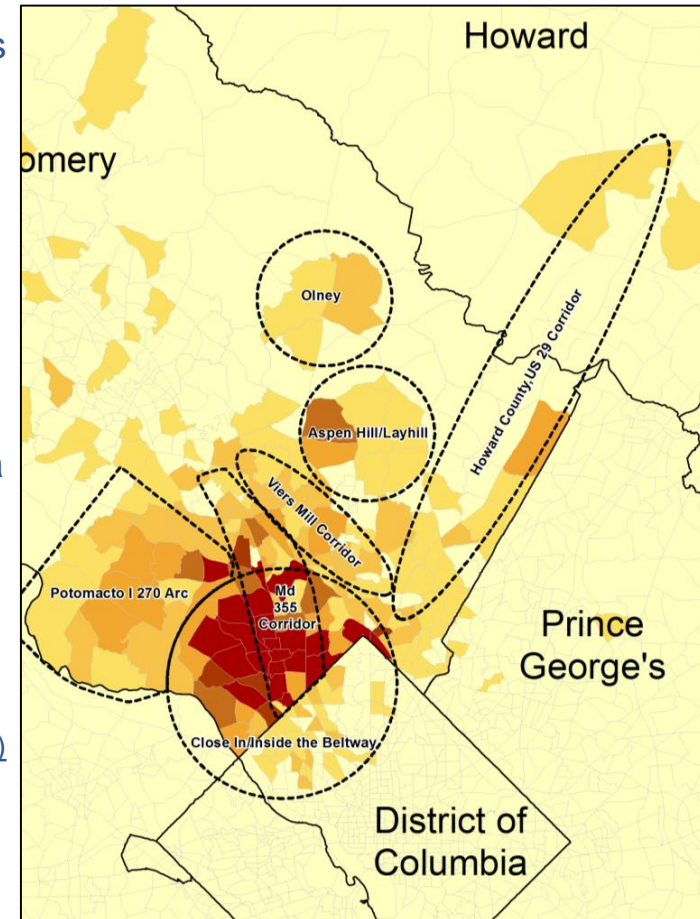 s
Howard
omery
Olney
Howard County,US 29 Corridor
Aspen Hill/Layhill
a
Viers Mill Corridor
Potomacto I 270 Arc
Md
355
Corridor
Prince
George's
)
Close In/Inside the Beltway
District of
Columbia